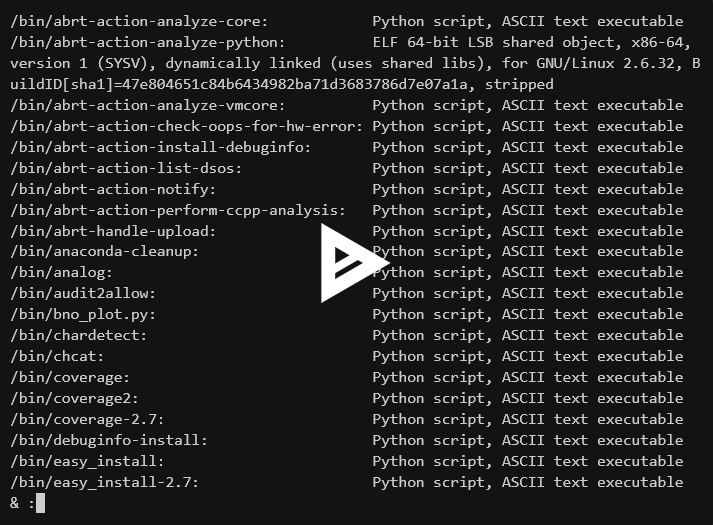 /bin/abrt-action-analyze-core:            Python script, ASCII text executable
/bin/abrt-action-analyze-python:          ELF 64-bit LSB shared object, x86-64,
version 1 (SYSV), dynamically linked (uses shared libs), for GNU/Linux 2.6.32, B
uildID[sha1]=47e804651c84b6434982ba71d3683786d7e07a1a, stripped
/bin/abrt-action-analyze-vmcore:          Python script, ASCII text executable
/bin/abrt-action-check-oops-for-hw-error: Python script, ASCII text executable
/bin/abrt-action-install-debuginfo:       Python script, ASCII text executable
/bin/abrt-action-list-dsos:               Python script, ASCII text executable
/bin/abrt-action-notify:                  Python script, ASCII text executable
/bin/abrt-action-perform-ccpp-analysis:   Python script, ASCII text executable
/bin/abrt-handle-upload:                  Python script, ASCII text executable
/bin/anaconda-cleanup:                    Python script, ASCII text executable
/bin/analog:                              Python script, ASCII text executable
/bin/audit2allow:                         Python script, ASCII text executable
/bin/bno_plot.py:                         Python script, ASCII text executable
/bin/chardetect:                          Python script, ASCII text executable
/bin/chcat:                               Python script, ASCII text executable
/bin/coverage:                            Python script, ASCII text executable
/bin/coverage2:                           Python script, ASCII text executable
/bin/coverage-2.7:                        Python script, ASCII text executable
/bin/debuginfo-install:                   Python script, ASCII text executable
/bin/easy_install:                        Python script, ASCII text executable
/bin/easy_install-2.7:                    Python script, ASCII text executable
& :